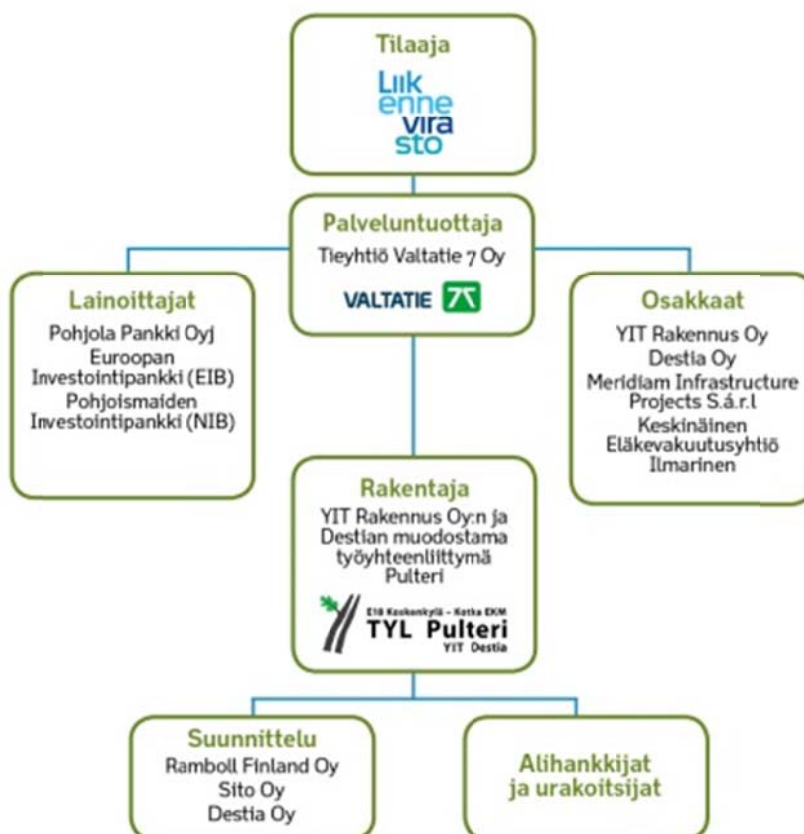 Tilaaja
Liik
enne
vira
sto
Palveluntuottaja
Tieyhtiö Valtatie 7 Oy
VALTATIE 7
Lainoittajat
Pohjola Pankki Oyj
Euroopan
Investointipankki (EIB)
Pohjoismaiden
Investointipankki (NIB)
Osakkaat
YIT Rakennus Oy
Destia Oy
Meridiam Infrastructure
Projects S.á.r.l
Keskinäinen
Eläkevakuutusyhtiö
Ilmarinen
Rakentaja
YIT Rakennus Oy:n ja
Destian muodostama
työyhteenliittymä
Pulteri
E18 Koskenkylä – Kotka EKM
TYL Pulteri
YIT Destia
Suunnittelu
Ramboll Finland Oy
Sito Oy
Destia Oy
Alihankkijat
ja urakoitsijat